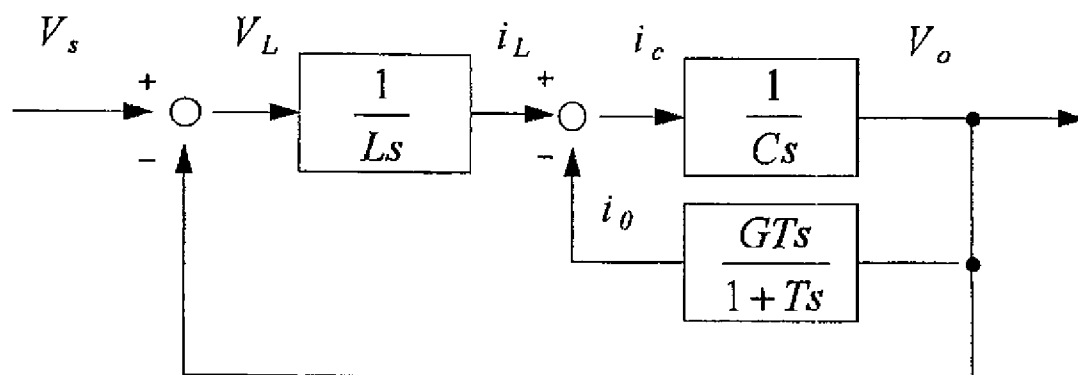 V_s
V_L
i_L
i_c
V_o
+
−
1
Ls
+
−
1
Cs
i_0
GTs
1 + Ts